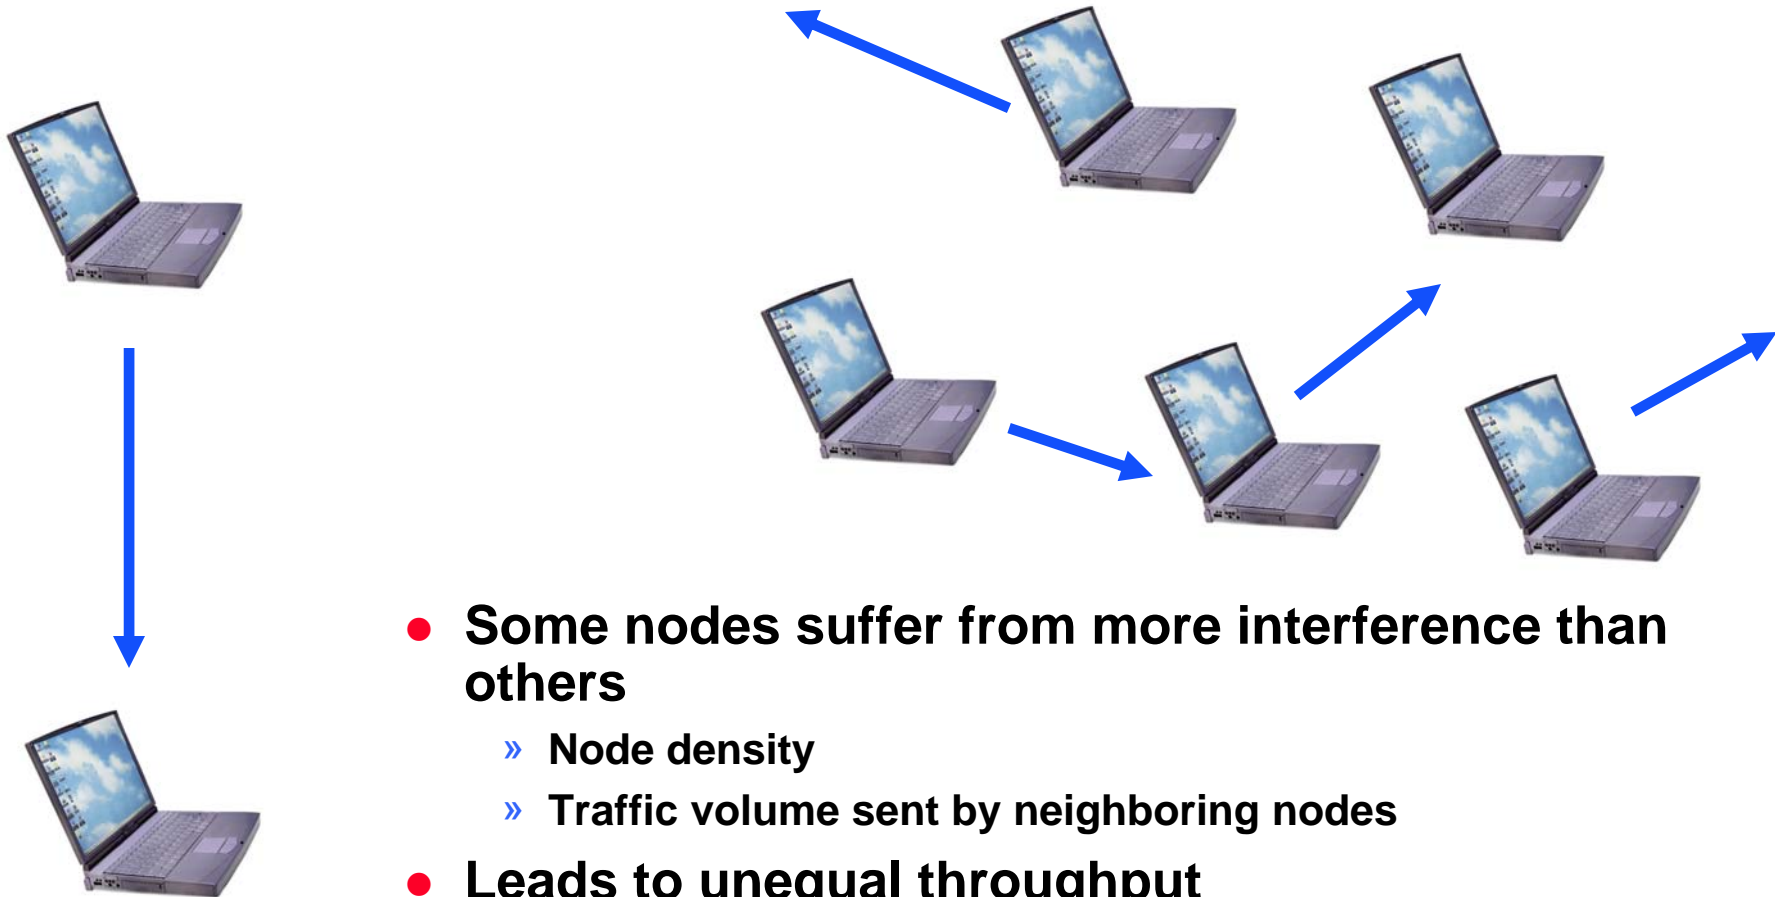 ● Some nodes suffer from more interference than
others
» Node density
» Traffic volume sent by neighboring nodes
● Leads to unequal throughput